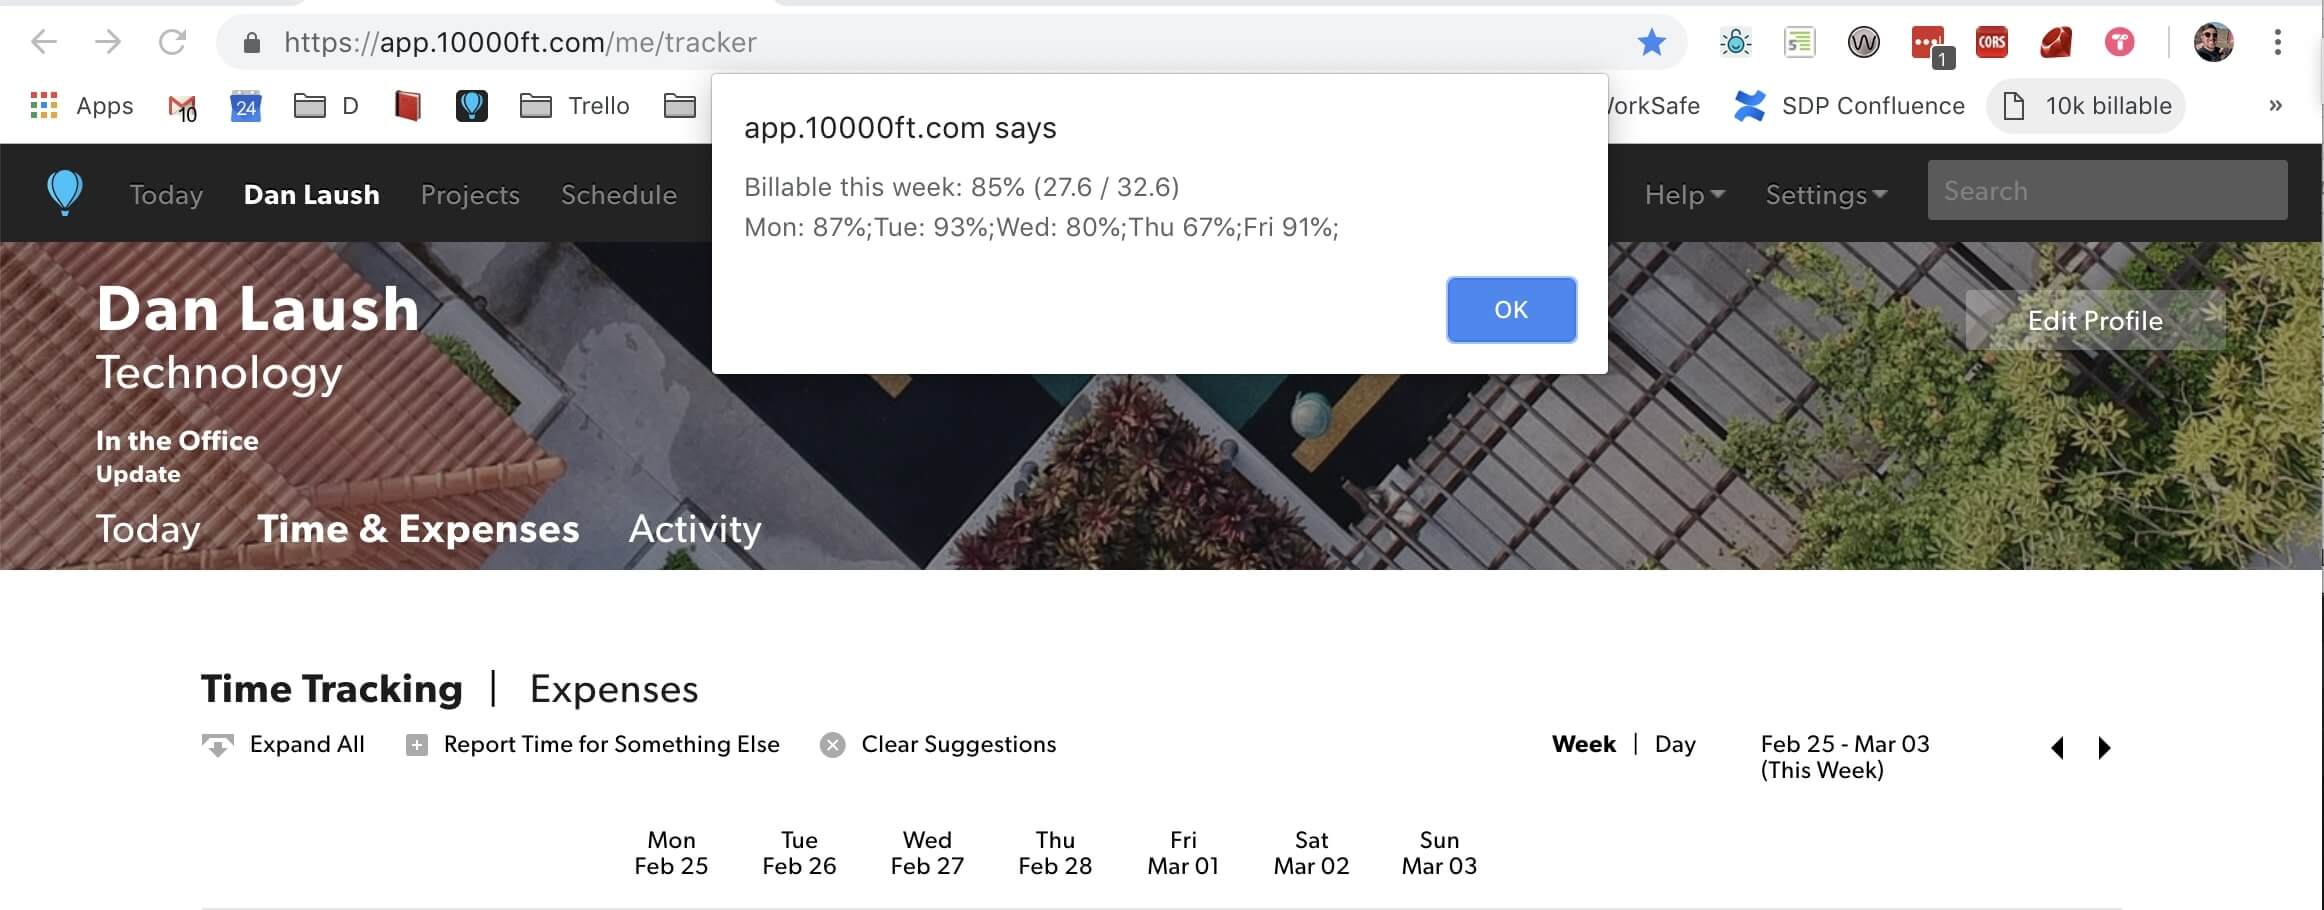 https://app.10000ft.com/me/tracker
CORS
1
Apps
10
24
D
Trello
orkSafe
SDP Confluence
10k billable
»
app.10000ft.com says
Billable this week: 85% (27.6 / 32.6)
Mon: 87%;Tue: 93%;Wed: 80%;Thu 67%;Fri 91%;
OK
Today
Dan Laush
Projects
Schedule
Help
Settings
Search
Dan Laush
Technology
Edit Profile
In the Office
Update
Today
Time & Expenses
Activity
Time Tracking | Expenses
Expand All
Report Time for Something Else
Clear Suggestions
Week | Day
Feb 25 - Mar 03
(This Week)
Mon Tue Wed Thu Fri Sat Sun
Feb 25 Feb 26 Feb 27 Feb 28 Mar 01 Mar 02 Mar 03